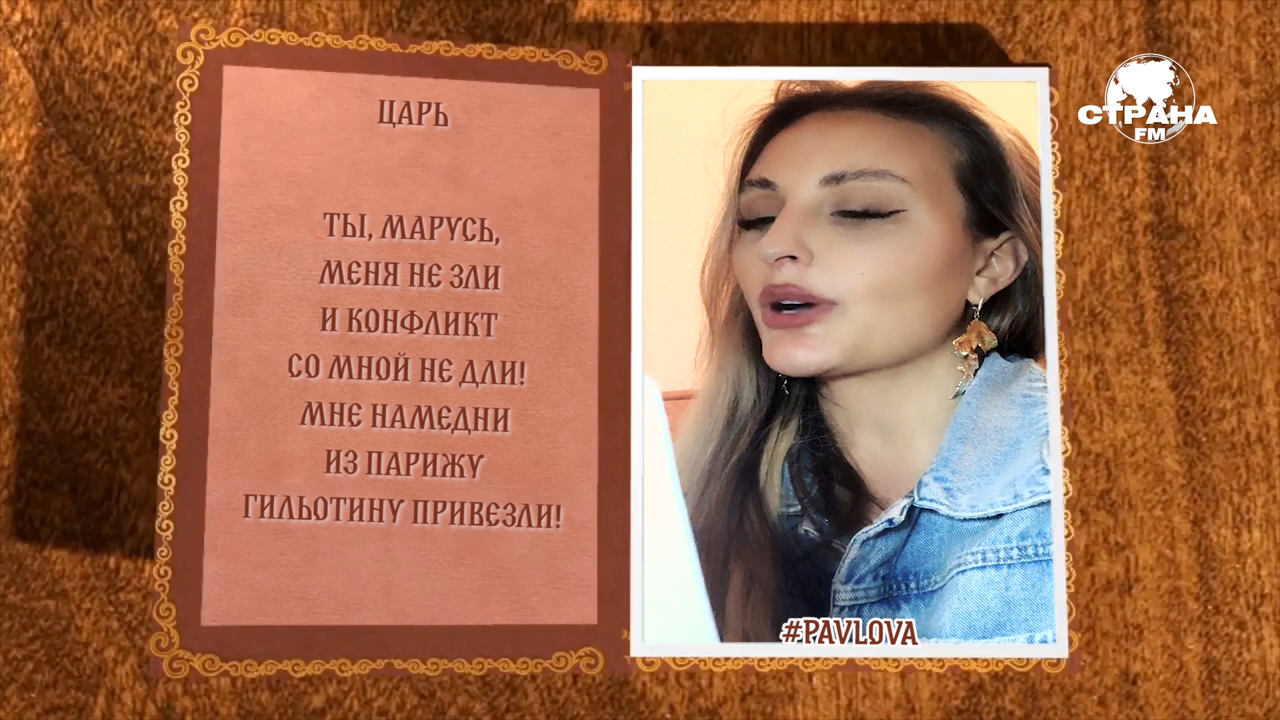 ЦАРЬ
ТЫ, МАРУСЬ,
МЕНЯ НЕ ЗЛИ
И КОНФЛИКТ
СО МНОЙ НЕ ДЛИ!
МНЕ НАМЕДНИ
ИЗ ПАРИЖУ
ГИЛЬОТИНУ ПРИВЕЗЛИ!
СТРАНА
FM
#PAVLOVA